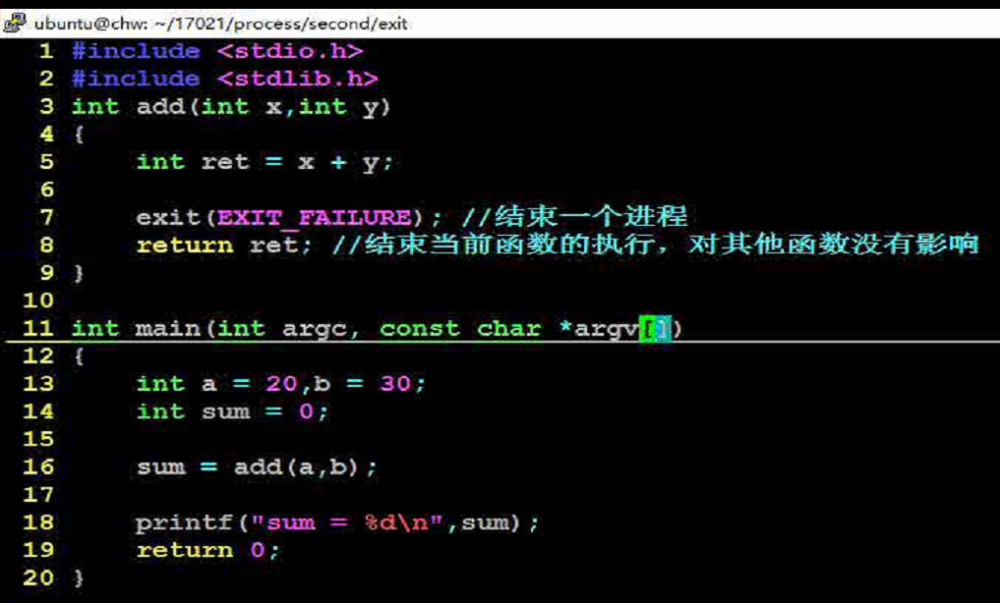 ubuntu@chw: ~/17021/process/second/exit
1 #include <stdio.h>
2 #include <stdlib.h>
3 int add(int x,int y)
4 {
5     int ret = x + y;
6
7     exit(EXIT_FAILURE); //结束一个进程
8     return ret; //结束当前函数的执行，对其他函数没有影响
9 }
10
11 int main(int argc, const char *argv[])
12 {
13     int a = 20,b = 30;
14     int sum = 0;
15
16     sum = add(a,b);
17
18     printf("sum = %d\n",sum);
19     return 0;
20 }